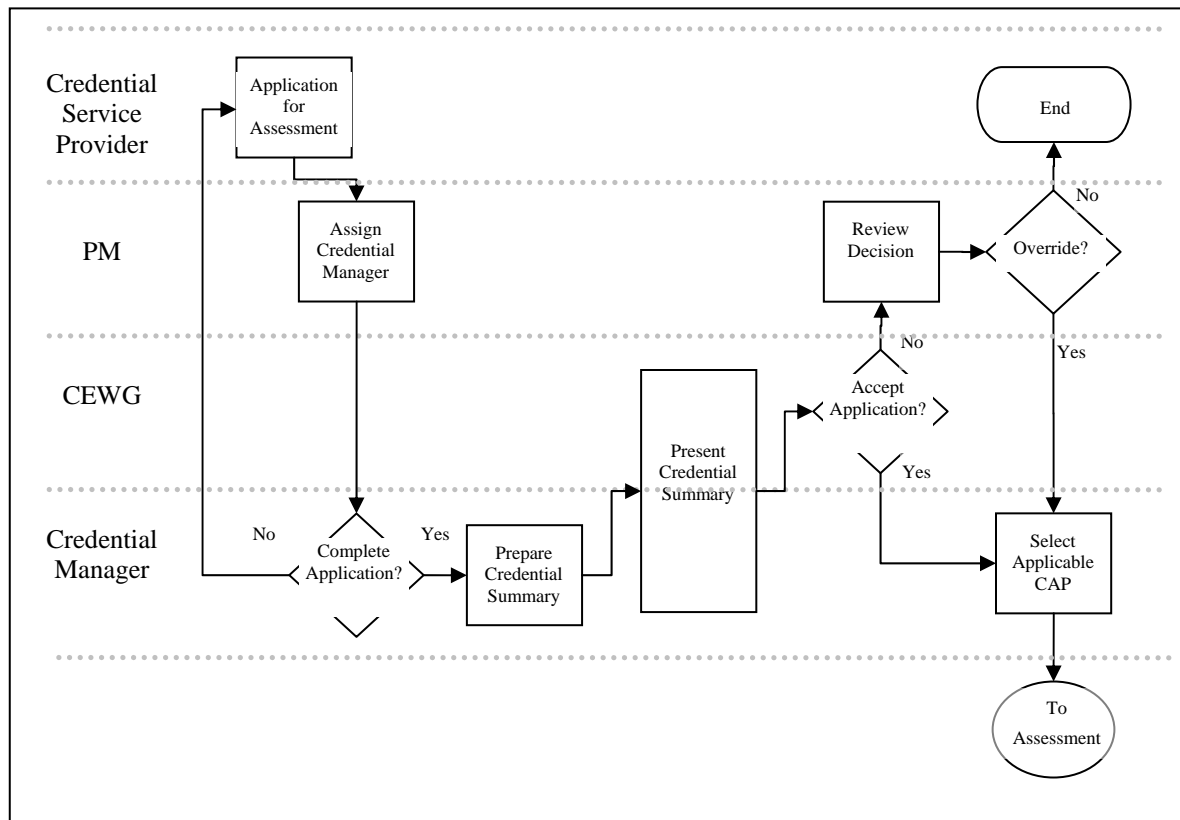 Credential
Service
Provider
Application
for
Assessment
End
PM
Assign
Credential
Manager
Review
Decision
No
Override?
Yes
CEWG
No
Accept
Application?
Yes
Present
Credential
Summary
Credential
Manager
No
Complete
Application?
Yes
Prepare
Credential
Summary
Select
Applicable
CAP
To
Assessment